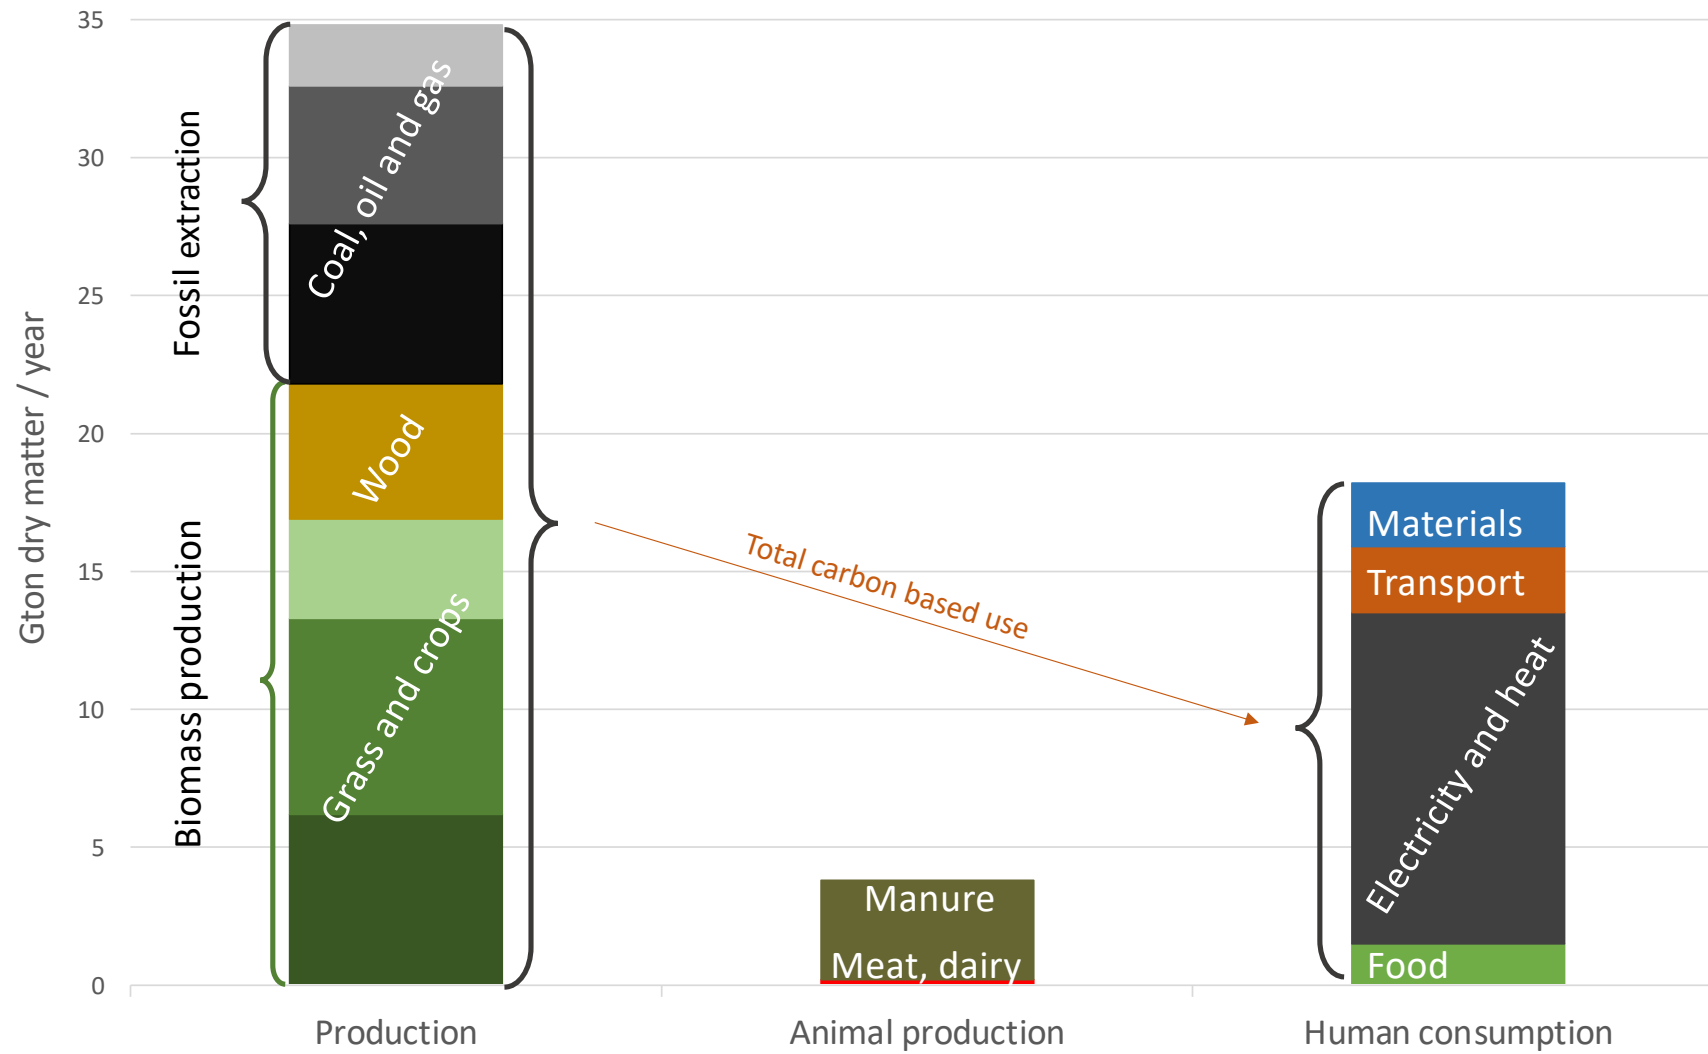 35
30
25
20
15
10
5
0
Gton dry matter / year
Fossil extraction
Biomass production
Coal, oil and gas
Wood
Grass and crops
Total carbon based use
Manure
Meat, dairy
Materials
Transport
Electricity and heat
Food
Production
Animal production
Human consumption